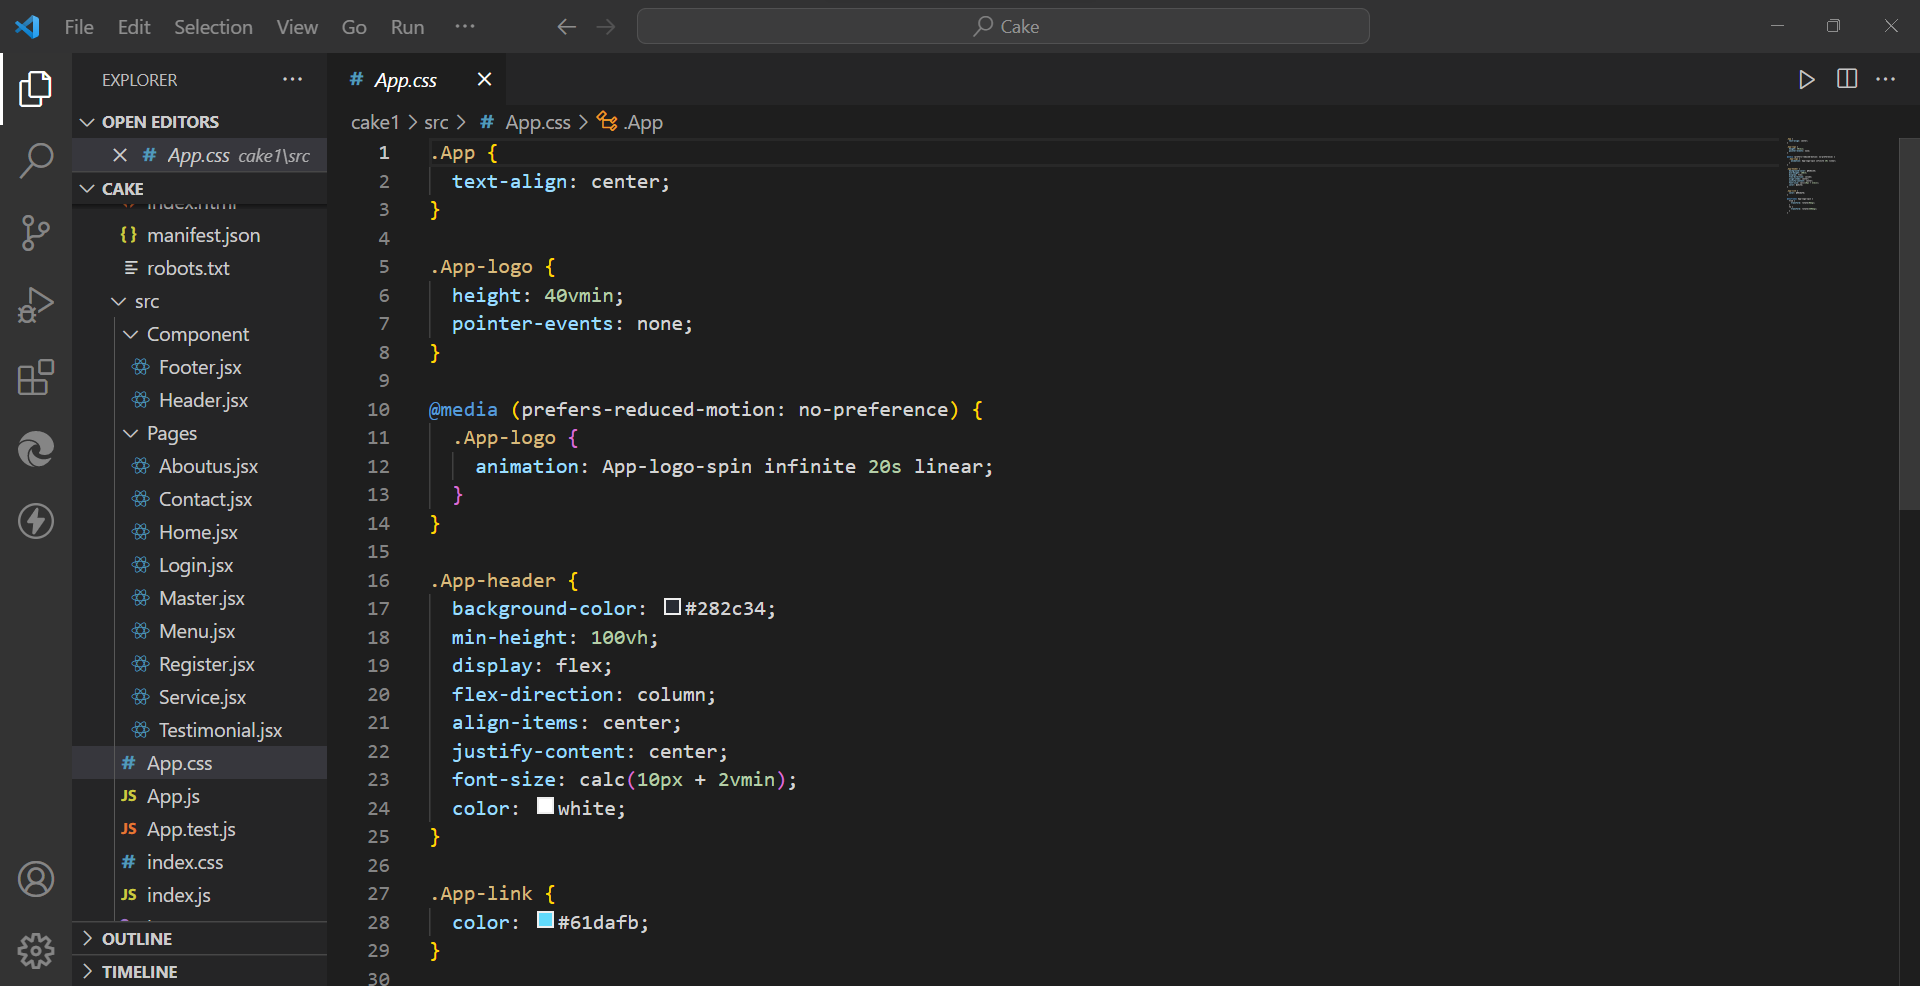 File Edit Selection View Go Run ··· Cake
EXPLORER ···
OPEN EDITORS
App.css cake1\src
CAKE
index.html
{} manifest.json
robots.txt
src
Component
Footer.jsx
Header.jsx
Pages
Aboutus.jsx
Contact.jsx
Home.jsx
Login.jsx
Master.jsx
Menu.jsx
Register.jsx
Service.jsx
Testimonial.jsx
# App.css
JS App.js
JS App.test.js
# index.css
JS index.js
OUTLINE
TIMELINE
# App.css
cake1 > src > # App.css > .App
1 .App {
2 text-align: center;
3 }
4
5 .App-logo {
6 height: 40vmin;
7 pointer-events: none;
8 }
9
10 @media (prefers-reduced-motion: no-preference) {
11 .App-logo {
12 animation: App-logo-spin infinite 20s linear;
13 }
14 }
15
16 .App-header {
17 background-color: #282c34;
18 min-height: 100vh;
19 display: flex;
20 flex-direction: column;
21 align-items: center;
22 justify-content: center;
23 font-size: calc(10px + 2vmin);
24 color: white;
25 }
26
27 .App-link {
28 color: #61dafb;
29 }
30